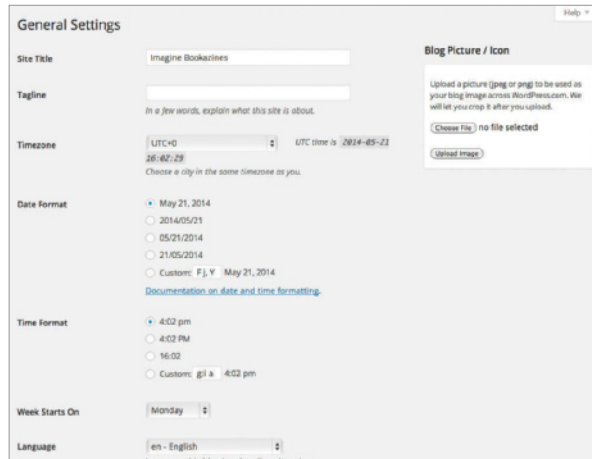 Help
General Settings
Site Title
Imagine Bookazines
Tagline
In a few words, explain what this site is about.
Timezone
UTC+0
UTC time is 2014-05-21
16:02:29
Choose a city in the same timezone as you.
Date Format
May 21, 2014
2014/05/21
05/21/2014
21/05/2014
Custom: F j, Y May 21, 2014
Documentation on date and time formatting.
Time Format
4:02 pm
4:02 PM
16:02
Custom: g:i a 4:02 pm
Week Starts On
Monday
Language
en - English
Blog Picture / Icon
Upload a picture (jpeg or png) to be used as
your blog image across WordPress.com. We
will let you crop it after you upload.
Choose File no file selected
Upload Image